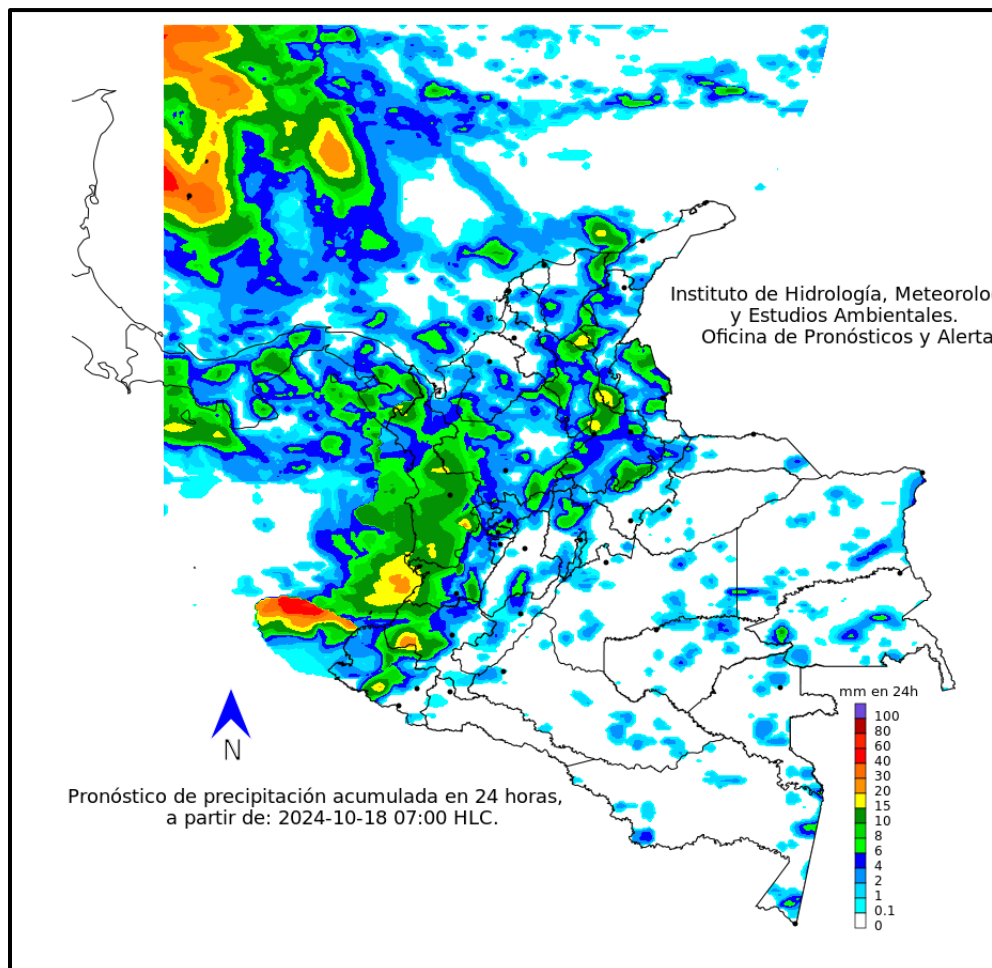 Instituto de Hidrología, Meteorolo
y Estudios Ambientales.
Oficina de Pronósticos y Alerta
mm en 24h
100
80
60
40
30
20
15
10
8
6
4
2
1
0.1
0
N
Pronóstico de precipitación acumulada en 24 horas,
a partir de: 2024-10-18 07:00 HLC.